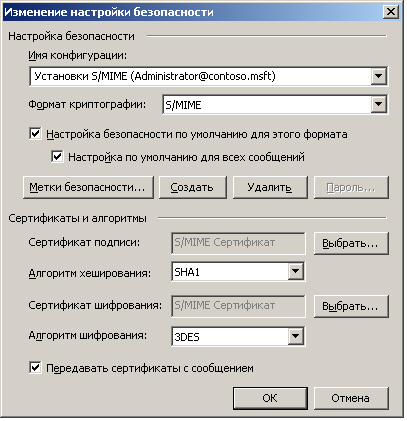 Изменение настройки безопасности
Настройка безопасности
Имя конфигурации:
Установки S/MIME (Administrator@contoso.msft)
Формат криптографии: S/MIME
Настройка безопасности по умолчанию для этого формата
Настройка по умолчанию для всех сообщений
Метки безопасности... Создать Удалить Пароль...
Сертификаты и алгоритмы
Сертификат подписи: S/MIME Сертификат Выбрать...
Алгоритм хеширования: SHA1
Сертификат шифрования: S/MIME Сертификат Выбрать...
Алгоритм шифрования: 3DES
Передавать сертификаты с сообщением
OK Отмена